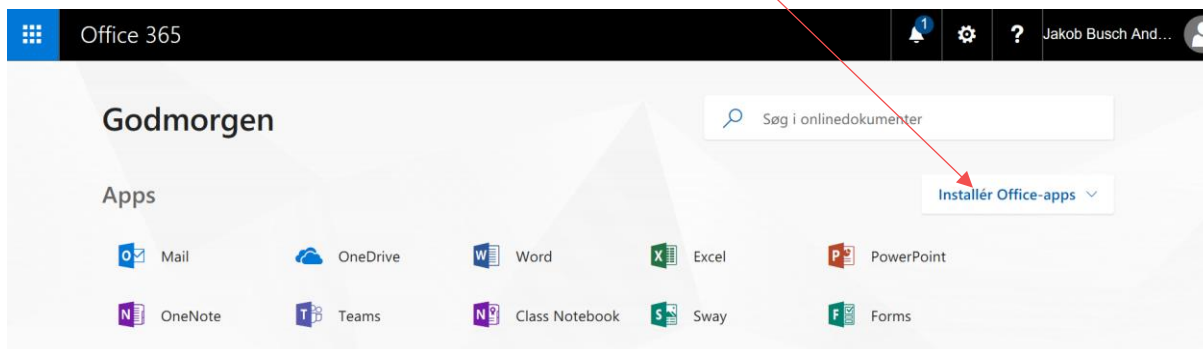 Office 365
1
?
Jakob Busch And...
Godmorgen
Søg i onlinedokumenter
Apps
Installér Office-apps
Mail
OneDrive
Word
Excel
PowerPoint
OneNote
Teams
Class Notebook
Sway
Forms